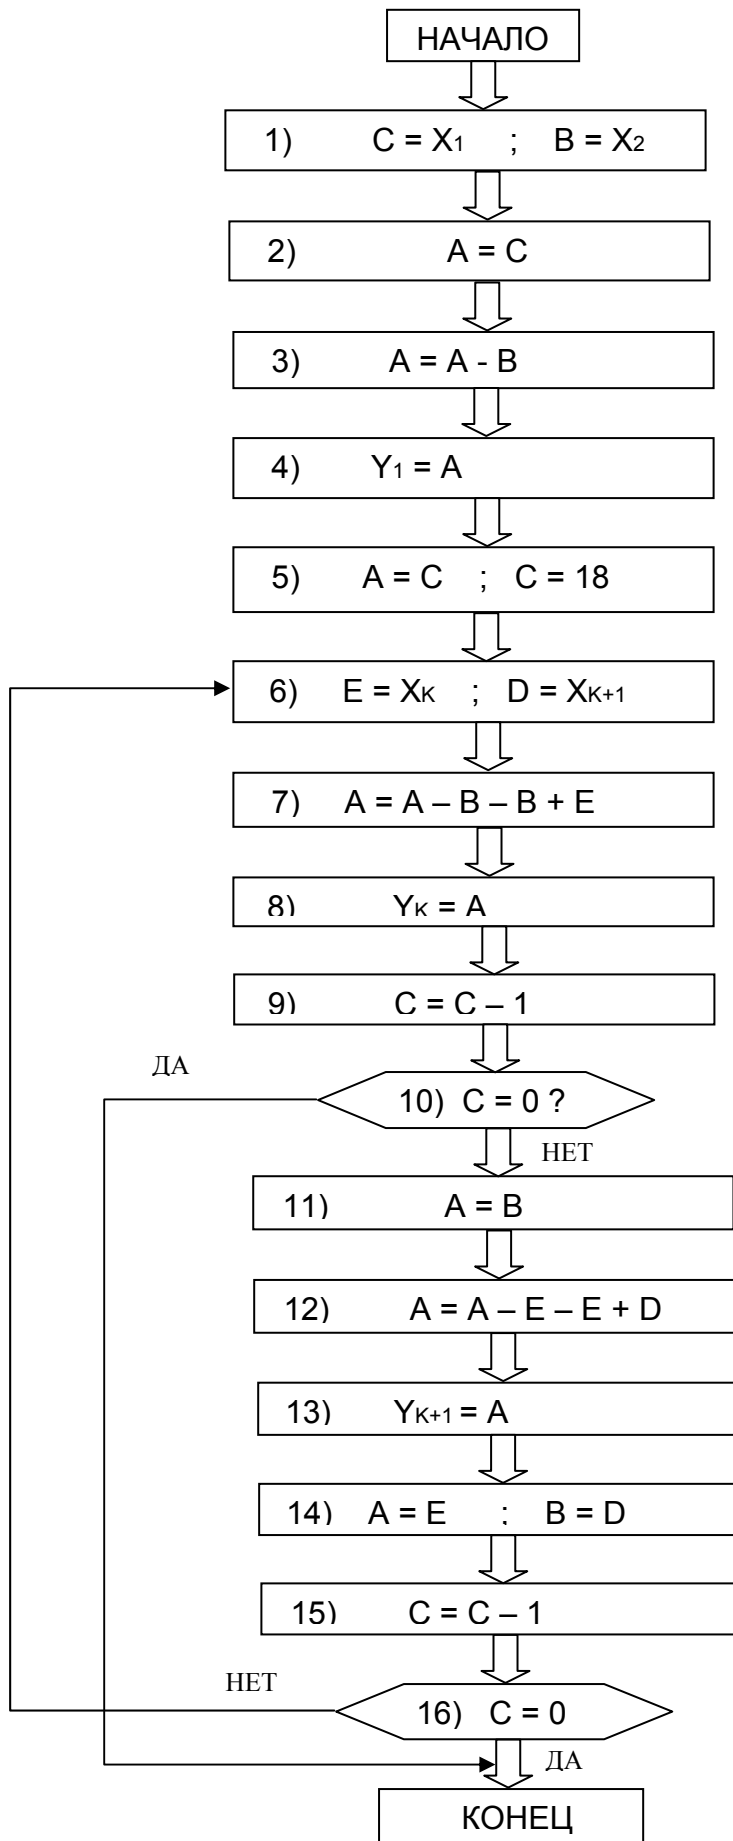 НАЧАЛО
1) C = X1 ; B = X2
2) A = C
3) A = A - B
4) Y1 = A
5) A = C ; C = 18
6) E = XK ; D = XK+1
7) A = A – B – B + E
8) YK = A
9) C = C – 1
ДА
10) C = 0 ?
НЕТ
11) A = B
12) A = A – E – E + D
13) YK+1 = A
14) A = E ; B = D
15) C = C – 1
НЕТ
16) C = 0
ДА
КОНЕЦ